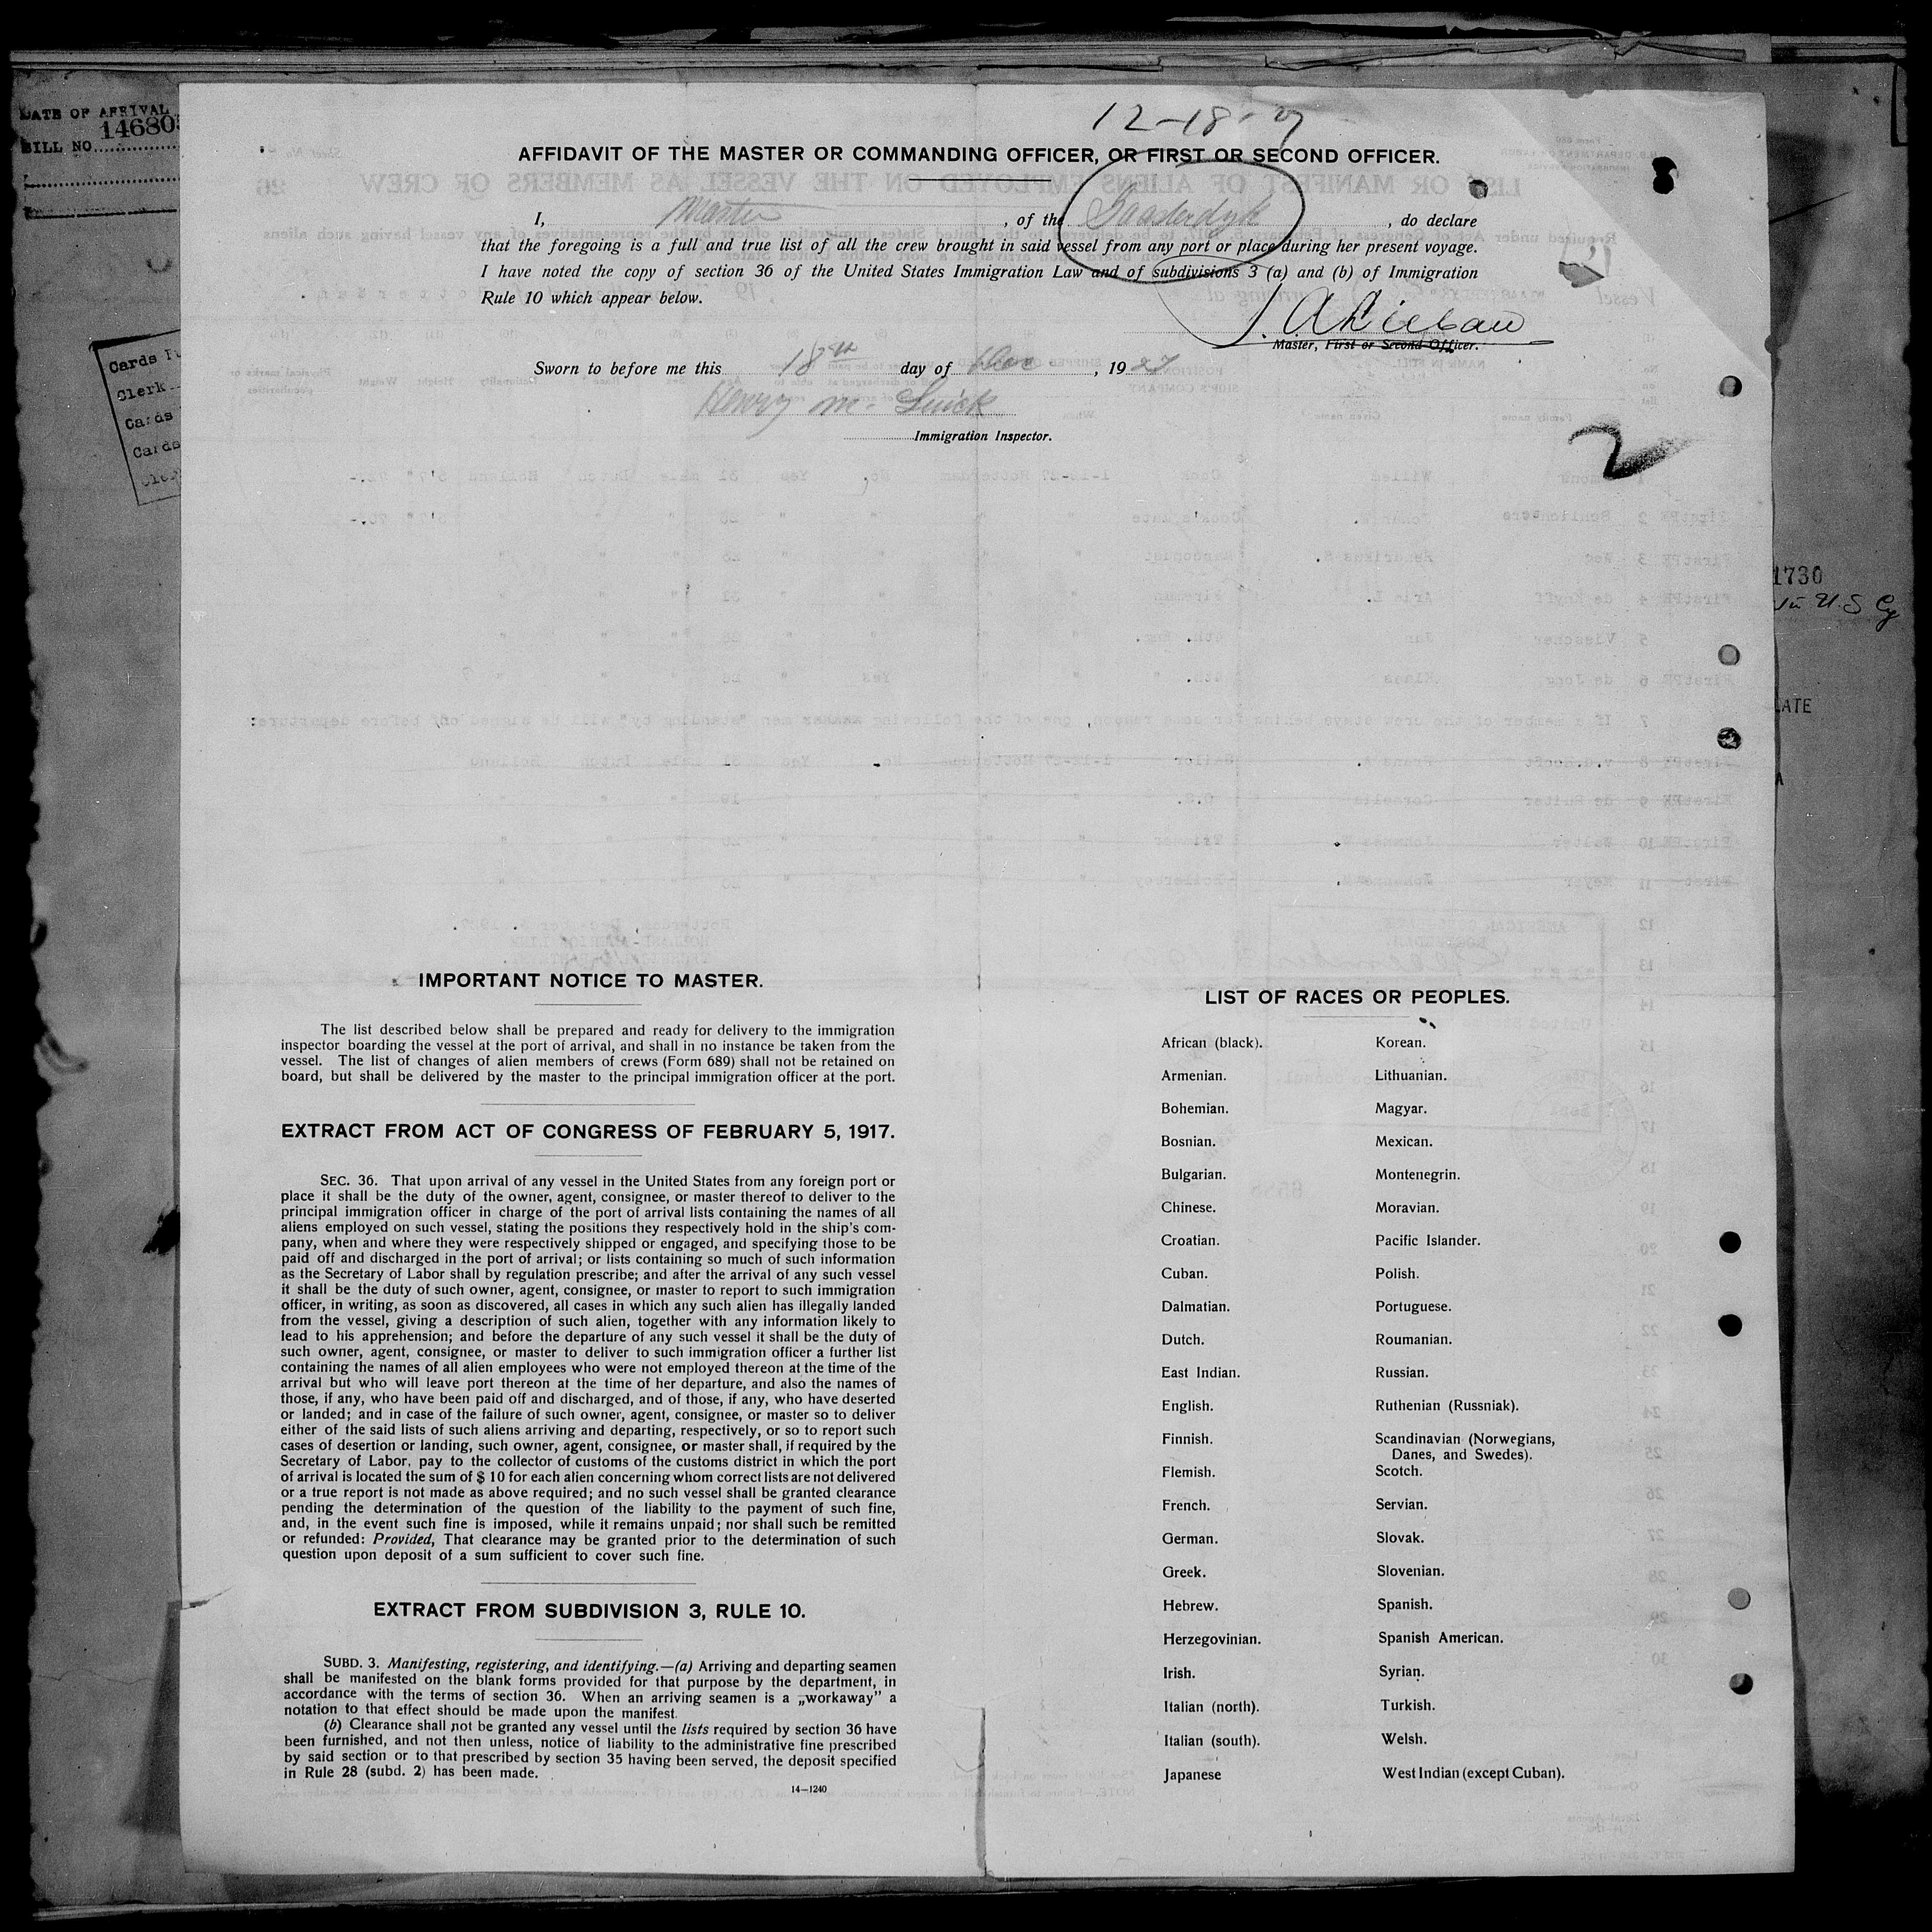 DATE OF ARRIVAL
14680
BILL NO.
12-18-27
AFFIDAVIT OF THE MASTER OR COMMANDING OFFICER, OR FIRST OR SECOND OFFICER.
I, Master, of the Gaasterdyk, do declare
that the foregoing is a full and true list of all the crew brought in said vessel from any port or place during her present voyage.
I have noted the copy of section 36 of the United States Immigration Law and of subdivisions 3 (a) and (b) of Immigration
Rule 10 which appear below.
Master, First or Second Officer.
Sworn to before me this 18th day of Dec, 1927
Henry M.
Immigration Inspector.
2
Cards
Clerk
Cards
Cards
1730
U.S Cy
IMPORTANT NOTICE TO MASTER.
The list described below shall be prepared and ready for delivery to the immigration
inspector boarding the vessel at the port of arrival, and shall in no instance be taken from the
vessel. The list of changes of alien members of crews (Form 689) shall not be retained on
board, but shall be delivered by the master to the principal immigration officer at the port.
EXTRACT FROM ACT OF CONGRESS OF FEBRUARY 5, 1917.
SEC. 36. That upon arrival of any vessel in the United States from any foreign port or
place it shall be the duty of the owner, agent, consignee, or master thereof to deliver to the
principal immigration officer in charge of the port of arrival lists containing the names of all
aliens employed on such vessel, stating the positions they respectively hold in the ship's com-
pany, when and where they were respectively shipped or engaged, and specifying those to be
paid off and discharged in the port of arrival; or lists containing so much of such information
as the Secretary of Labor shall by regulation prescribe; and after the arrival of any such vessel
it shall be the duty of such owner, agent, consignee, or master to report to such immigration
officer, in writing, as soon as discovered, all cases in which any such alien has illegally landed
from the vessel, giving a description of such alien, together with any information likely to
lead to his apprehension; and before the departure of any such vessel it shall be the duty of
such owner, agent, consignee, or master to deliver to such immigration officer a further list
containing the names of all alien employees who were not employed thereon at the time of the
arrival but who will leave port thereon at the time of her departure, and also the names of
those, if any, who have been paid off and discharged, and of those, if any, who have deserted
or landed; and in case of the failure of such owner, agent, consignee, or master so to deliver
either of the said lists of such aliens arriving and departing, respectively, or so to report such
cases of desertion or landing, such owner, agent, consignee, or master shall, if required by the
Secretary of Labor, pay to the collector of customs of the customs district in which the port
of arrival is located the sum of $ 10 for each alien concerning whom correct lists are not delivered
or a true report is not made as above required; and no such vessel shall be granted clearance
pending the determination of the question of the liability to the payment of such fine,
and, in the event such fine is imposed, while it remains unpaid; nor shall such be remitted
or refunded: Provided, That clearance may be granted prior to the determination of such
question upon deposit of a sum sufficient to cover such fine.
EXTRACT FROM SUBDIVISION 3, RULE 10.
SUBD. 3. Manifesting, registering, and identifying.—(a) Arriving and departing seamen
shall be manifested on the blank forms provided for that purpose by the department, in
accordance with the terms of section 36. When an arriving seamen is a „workaway” a
notation to that effect should be made upon the manifest.
(b) Clearance shall not be granted any vessel until the lists required by section 36 have
been furnished, and not then unless, notice of liability to the administrative fine prescribed
by said section or to that prescribed by section 35 having been served, the deposit specified
in Rule 28 (subd. 2) has been made.
14—1240
LIST OF RACES OR PEOPLES.
African (black).
Armenian.
Bohemian.
Bosnian.
Bulgarian.
Chinese.
Croatian.
Cuban.
Dalmatian.
Dutch.
East Indian.
English.
Finnish.
Flemish.
French.
German.
Greek.
Hebrew.
Herzegovinian.
Irish.
Italian (north).
Italian (south).
Japanese
Korean.
Lithuanian.
Magyar.
Mexican.
Montenegrin.
Moravian.
Pacific Islander.
Polish.
Portuguese.
Roumanian.
Russian.
Ruthenian (Russniak).
Scandinavian (Norwegians,
Danes, and Swedes).
Scotch.
Servian.
Slovak.
Slovenian.
Spanish.
Spanish American.
Syrian.
Turkish.
Welsh.
West Indian (except Cuban).